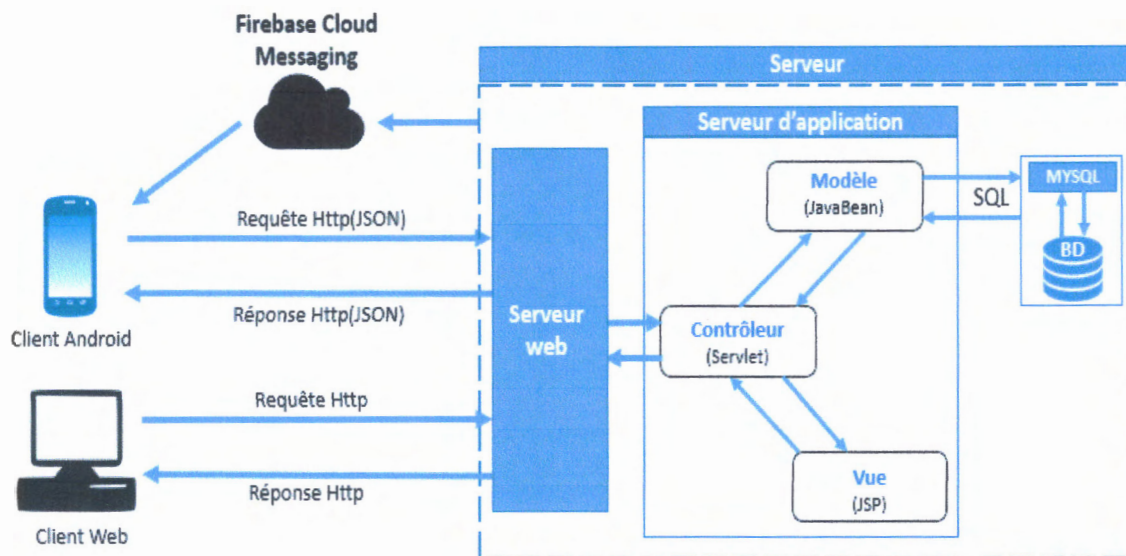 Firebase Cloud
Messaging
Serveur
Serveur d'application
Modèle
(JavaBean)
SQL
MYSQL
BD
Requête Http(JSON)
Réponse Http(JSON)
Client Android
Serveur
web
Contrôleur
(Servlet)
Requête Http
Réponse Http
Client Web
Vue
(JSP)